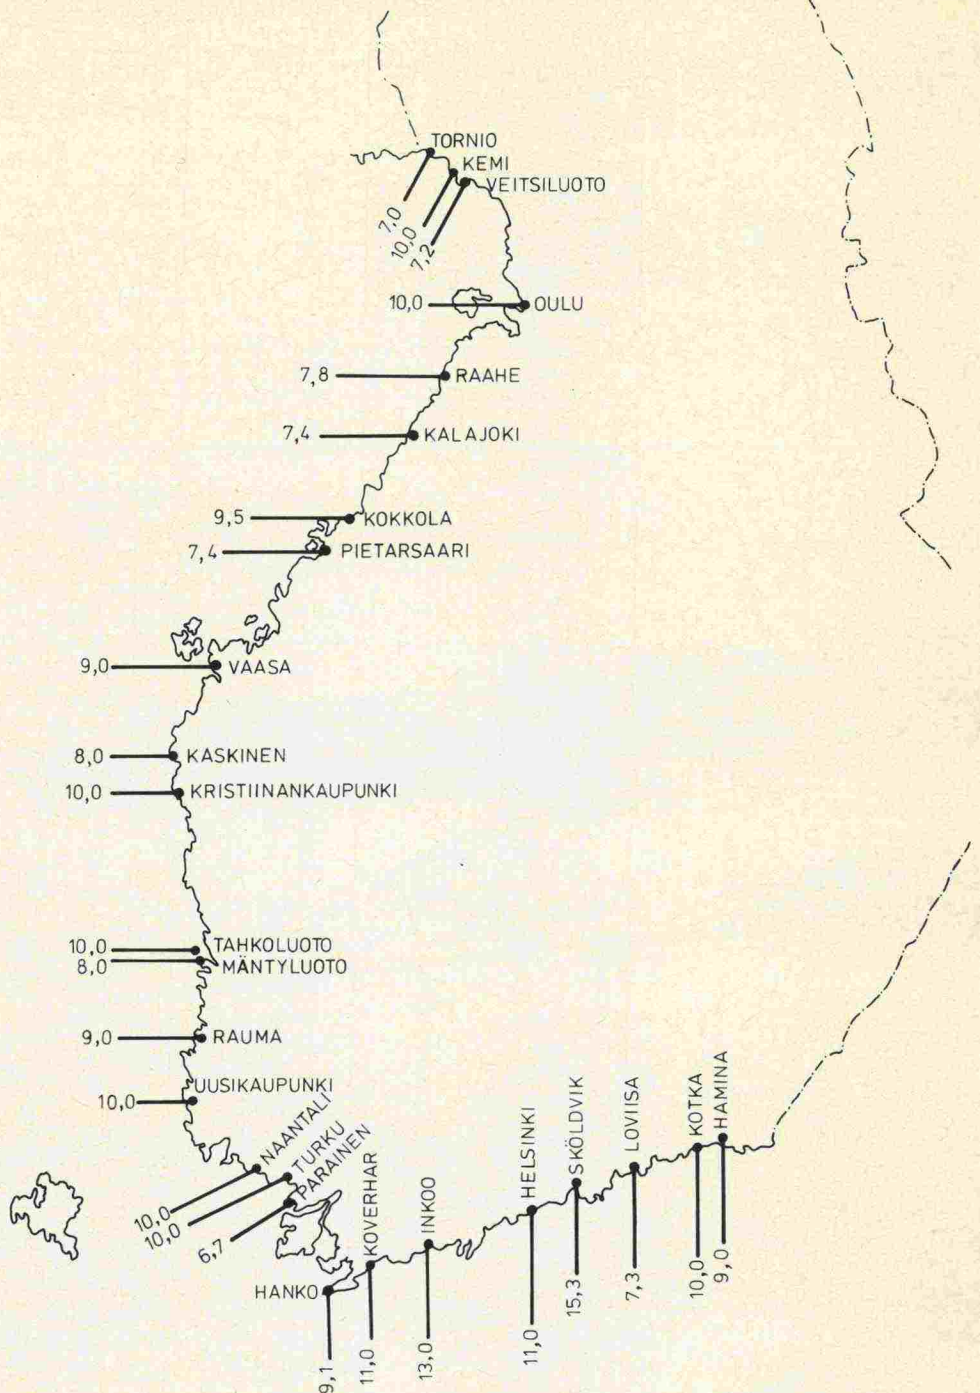 TORNIO
7,0
KEMI
10,0
VEITSILUOTO
7,2
10,0 OULU
7,8 RAAHE
7,4 KALAJOKI
9,5 KOKKOLA
7,4 PIETARSAARI
9,0 VAASA
8,0 KASKINEN
10,0 KRISTIINANKAUPUNKI
10,0 TAHKOLUOTO
8,0 MÄNTYLUOTO
9,0 RAUMA
10,0 UUSIKAUPUNKI
10,0 NAANTALI
10,0 TURKU
6,7 PARAINEN
HANKO
9,1
KOVERHAR
11,0
INKOO
13,0
HELSINKI
11,0
SKÖLDVIK
15,3
LOVIISA
7,3
KOTKA
10,0
HAMINA
9,0